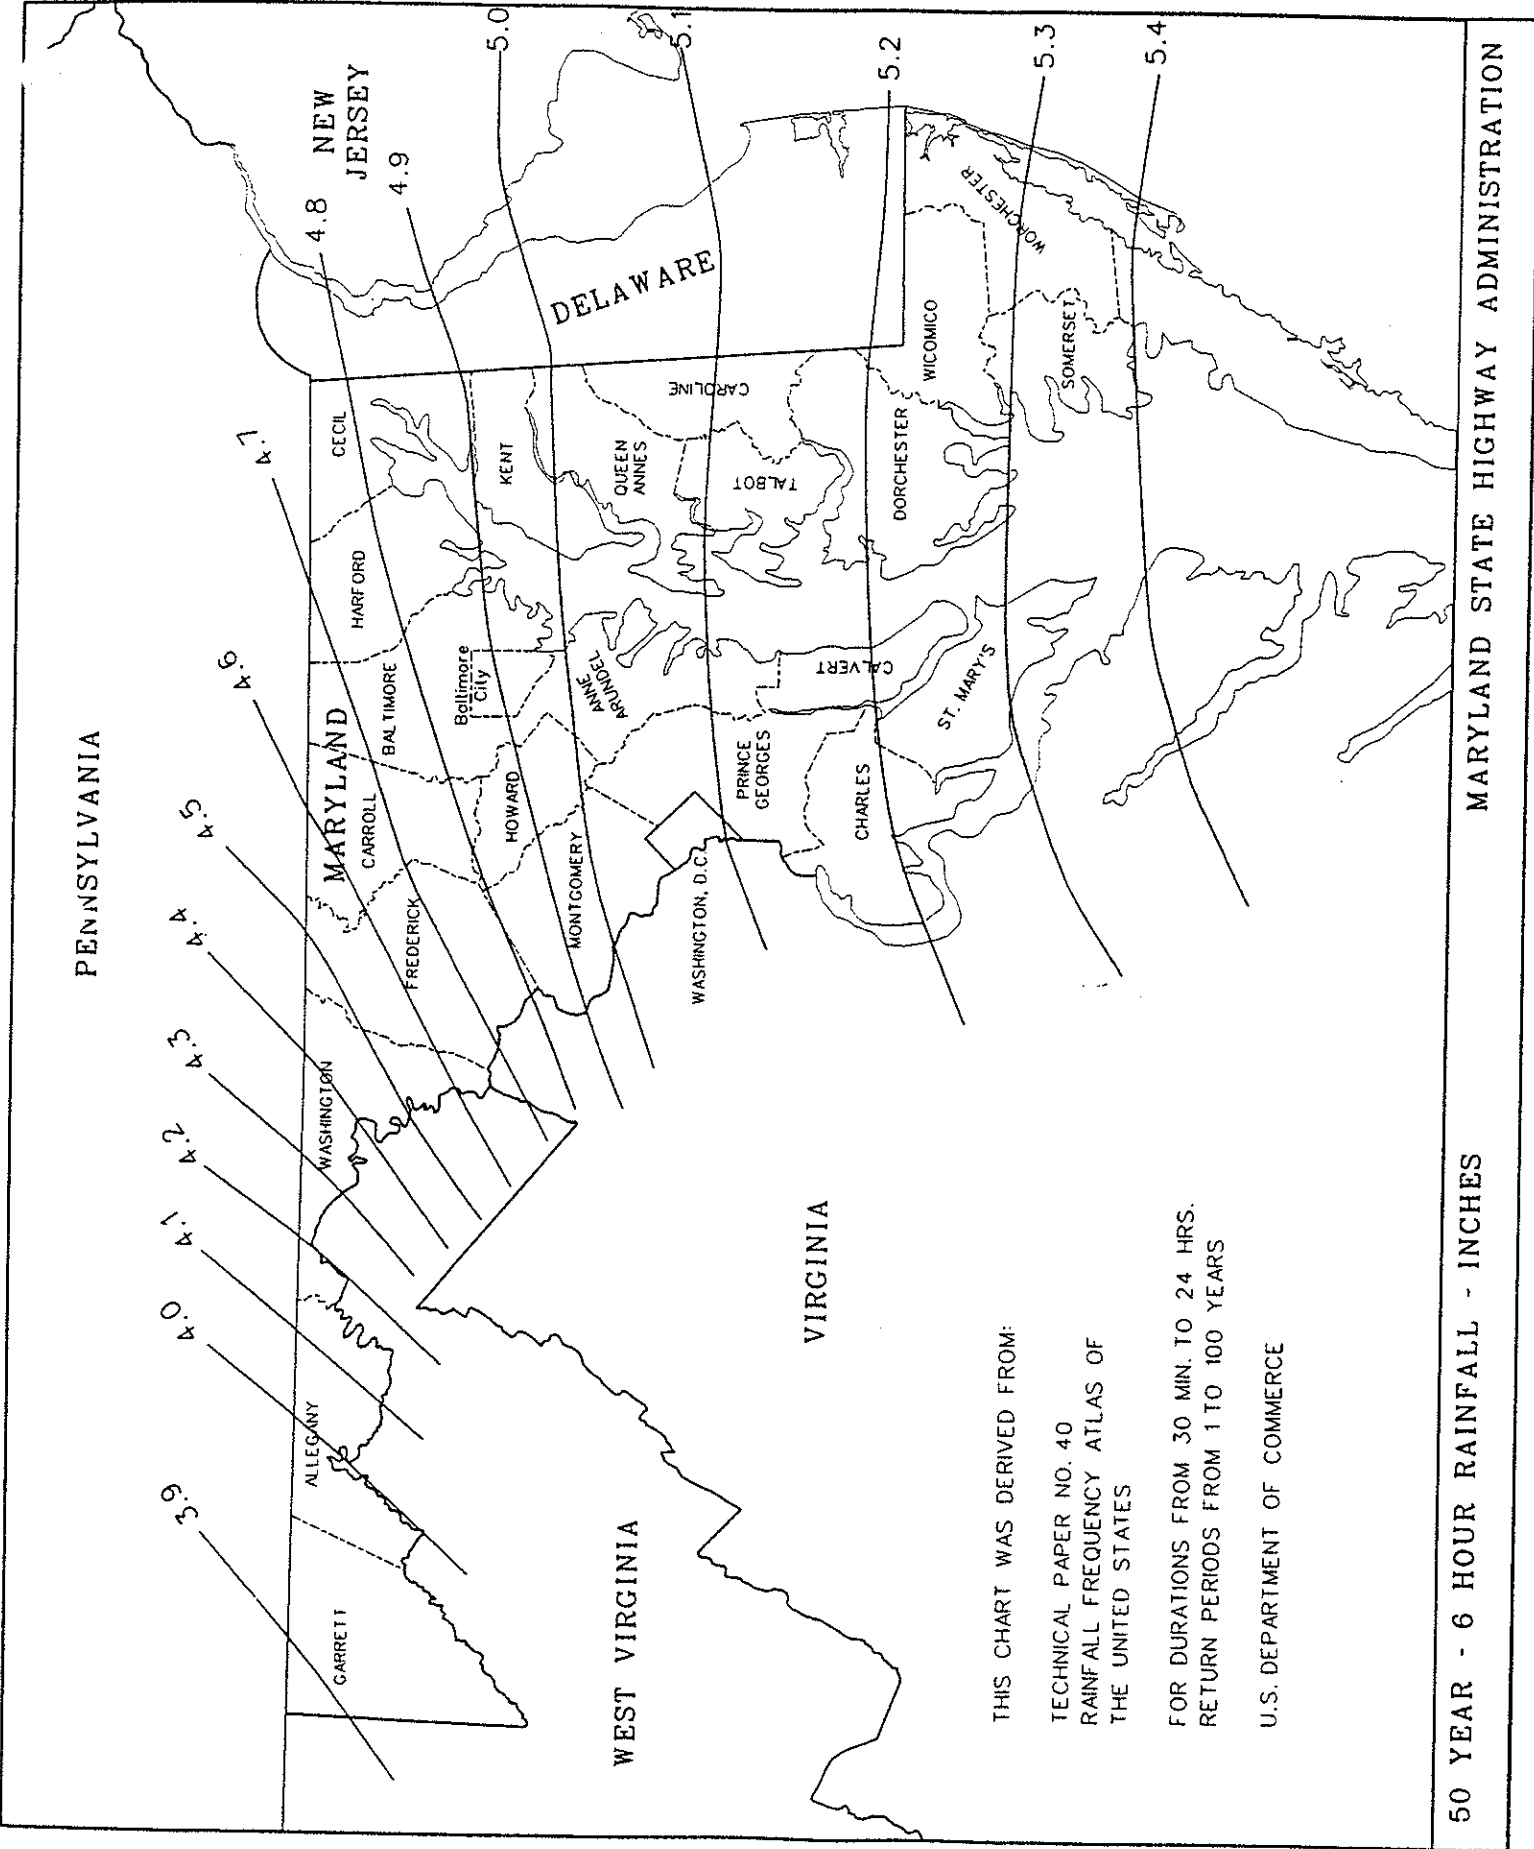 PENNSYLVANIA
3.9
4.0
4.1
4.2
4.3
4.4
4.5
4.6
4.7
4.8
NEW
JERSEY
4.9
5.0
5.1
5.2
5.3
5.4
MARYLAND
GARRETT
ALLEGANY
WASHINGTON
FREDERICK
CARROLL
BALTIMORE
HARFORD
CECIL
Baltimore
City
HOWARD
KENT
MONTGOMERY
ANNE
ARUNDEL
QUEEN
ANNES
DELAWARE
CAROLINE
WASHINGTON, D.C.
PRINCE
GEORGES
TALBOT
CALVERT
CHARLES
DORCHESTER
WICOMICO
WORCHESTER
ST. MARY'S
SOMERSET
WEST VIRGINIA
VIRGINIA
THIS CHART WAS DERIVED FROM:
TECHNICAL PAPER NO. 40
RAINFALL FREQUENCY ATLAS OF
THE UNITED STATES
FOR DURATIONS FROM 30 MIN. TO 24 HRS.
RETURN PERIODS FROM 1 TO 100 YEARS
U.S. DEPARTMENT OF COMMERCE
50 YEAR - 6 HOUR RAINFALL - INCHES
MARYLAND STATE HIGHWAY ADMINISTRATION